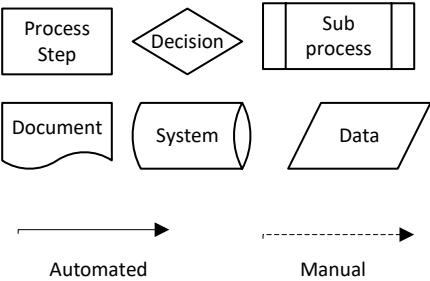 Process
Step
Decision
Sub
process
Document
System
Data
Automated
Manual